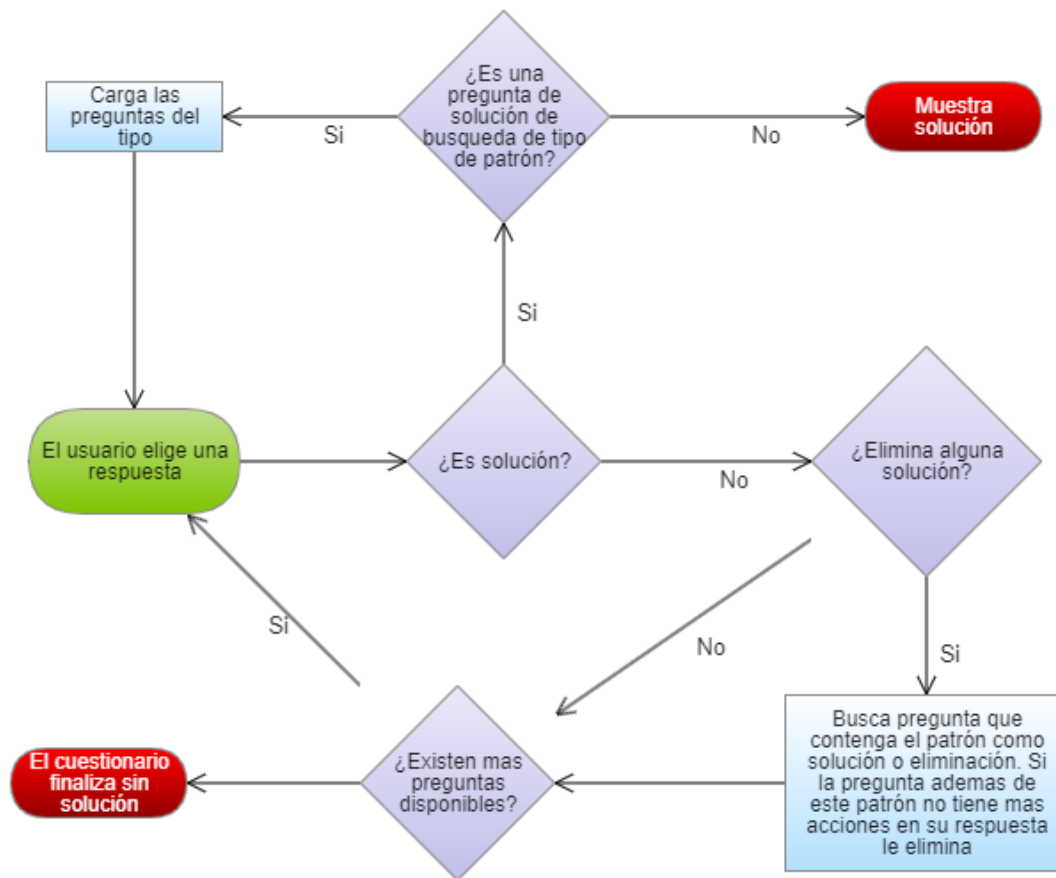 ¿Es una
pregunta de
solución de
busqueda de tipo
de patrón?
Carga las
preguntas del
tipo
Si
No
Muestra
solución
Si
El usuario elige una
respuesta
¿Es solución?
No
¿Elimina alguna
solución?
Si
No
Si
Busca pregunta que
contenga el patrón como
solución o eliminación. Si
la pregunta ademas de
este patrón no tiene mas
acciones en su respuesta
le elimina
¿Existen mas
preguntas
disponibles?
El cuestionario
finaliza sin
solución